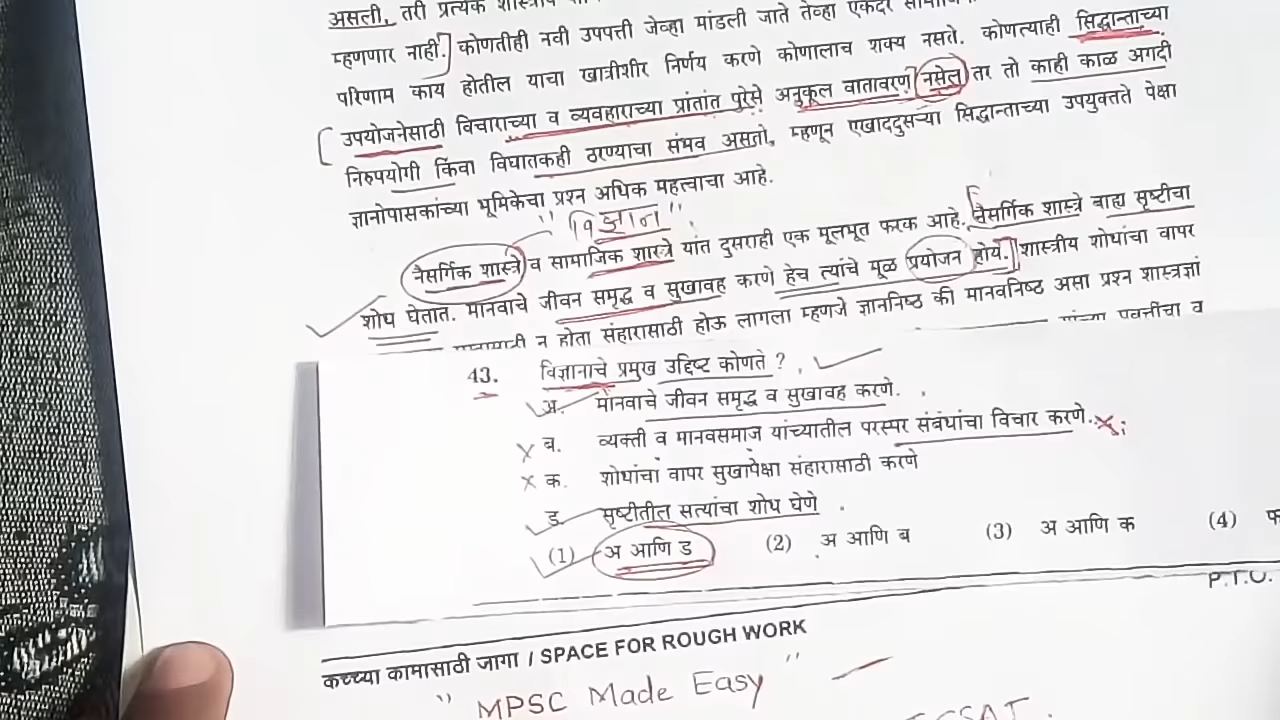 असली, तरी प्रत्येक शास्त्रीय
म्हणणार नाही. कोणतीही नवी उपपत्ती जेव्हा मांडली जाते तेव्हा एकंदर
परिणाम काय होतील याचा खात्रीशीर निर्णय करणे कोणालाच शक्य नसते. कोणत्याही सिद्धान्ताच्या
उपयोजनेसाठी विचाराच्या व व्यवहाराच्या प्रांतांत पुरेसे अनुकूल वातावरण नसेल तर तो काही काळ अगदी
निरुपयोगी किंवा विघातकही ठरण्याचा संभव असतो, म्हणून एखाददुसऱ्या सिद्धान्ताच्या उपयुक्तते पेक्षा
ज्ञानोपासकांच्या भूमिकेचा प्रश्न अधिक महत्वाचा आहे.
"विज्ञान"
नैसर्गिक शास्त्रे व सामाजिक शास्त्रे यांत दुसराही एक मूलभूत फरक आहे. नैसर्गिक शास्त्रे बाह्य सृष्टीचा
शोध घेतात. मानवाचे जीवन समृद्ध व सुखावह करणे हेच त्यांचे मूळ प्रयोजन होय. शास्त्रीय शोधांचा वापर
न होता संहारासाठी होऊ लागला म्हणजे ज्ञाननिष्ठ की मानवनिष्ठ असा प्रश्न शास्त्रज्ञां
43. विज्ञानाचे प्रमुख उद्दिष्ट कोणते ?
अ. मानवाचे जीवन समृद्ध व सुखावह करणे.
ब. व्यक्ती व मानवसमाज यांच्यातील परस्पर संबंधांचा विचार करणे.
क. शोधांचा वापर सुखापेक्षा संहारासाठी करणे
ड. सृष्टीतील सत्यांचा शोध घेणे
(1) अ आणि ड (2) अ आणि ब (3) अ आणि क (4)
P.T.O.
कच्च्या कामासाठी जागा / SPACE FOR ROUGH WORK
"MPSC Made Easy"